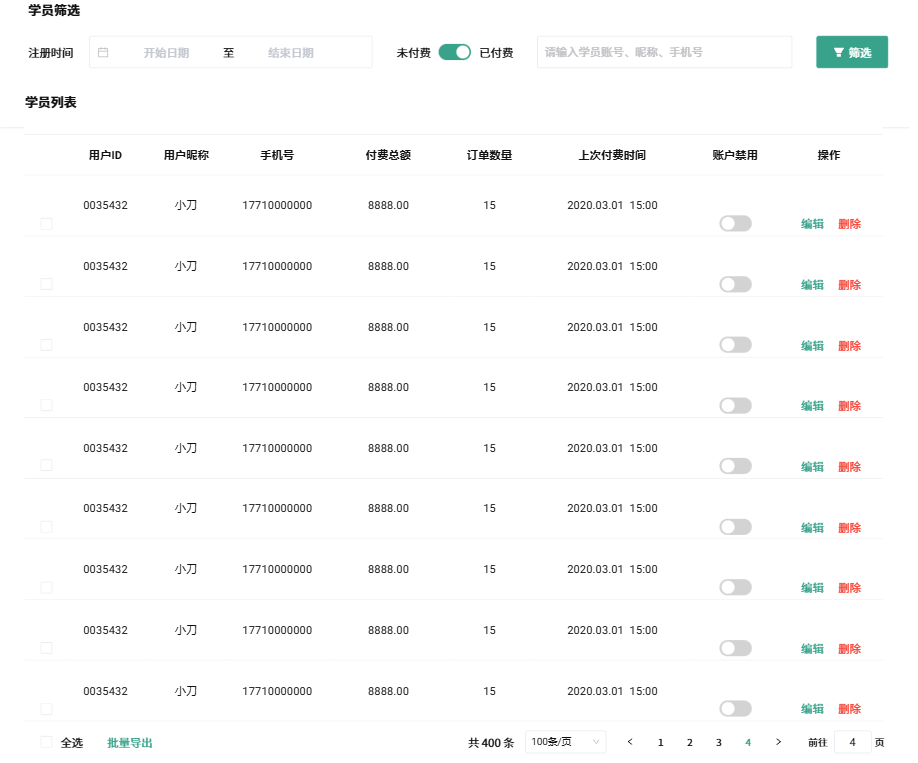 学员筛选
注册时间 开始日期 至 结束日期 未付费 已付费 请输入学员账号、昵称、手机号 筛选
学员列表
用户ID 用户昵称 手机号 付费总额 订单数量 上次付费时间 账户禁用 操作
0035432 小刀 17710000000 8888.00 15 2020.03.01 15:00 编辑 删除
0035432 小刀 17710000000 8888.00 15 2020.03.01 15:00 编辑 删除
0035432 小刀 17710000000 8888.00 15 2020.03.01 15:00 编辑 删除
0035432 小刀 17710000000 8888.00 15 2020.03.01 15:00 编辑 删除
0035432 小刀 17710000000 8888.00 15 2020.03.01 15:00 编辑 删除
0035432 小刀 17710000000 8888.00 15 2020.03.01 15:00 编辑 删除
0035432 小刀 17710000000 8888.00 15 2020.03.01 15:00 编辑 删除
0035432 小刀 17710000000 8888.00 15 2020.03.01 15:00 编辑 删除
0035432 小刀 17710000000 8888.00 15 2020.03.01 15:00 编辑 删除
全选 批量导出 共 400 条 100条/页 < 1 2 3 4 > 前往 4 页